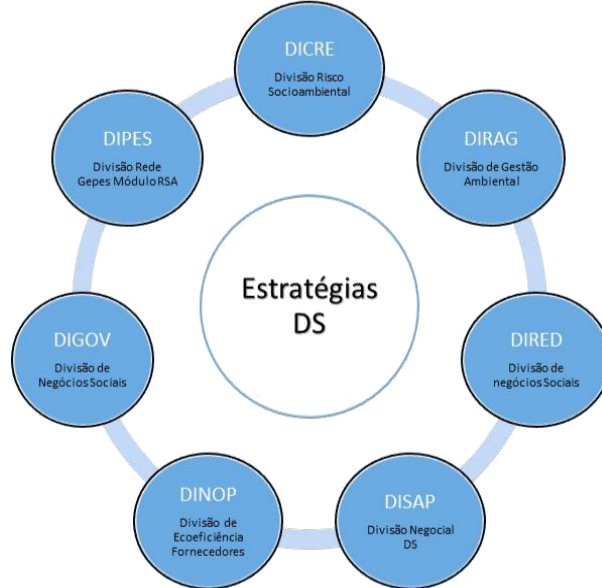 DICRE
Divisão Risco
Socioambiental
DIRAG
Divisão de Gestão
Ambiental
DIRED
Divisão de
negócios Sociais
DISAP
Divisão Negocial
DS
DINOP
Divisão de
Ecoeficiência
Fornecedores
DIGOV
Divisão de
Negócios Sociais
DIPES
Divisão Rede
Gepes Módulo RSA
Estratégias
DS